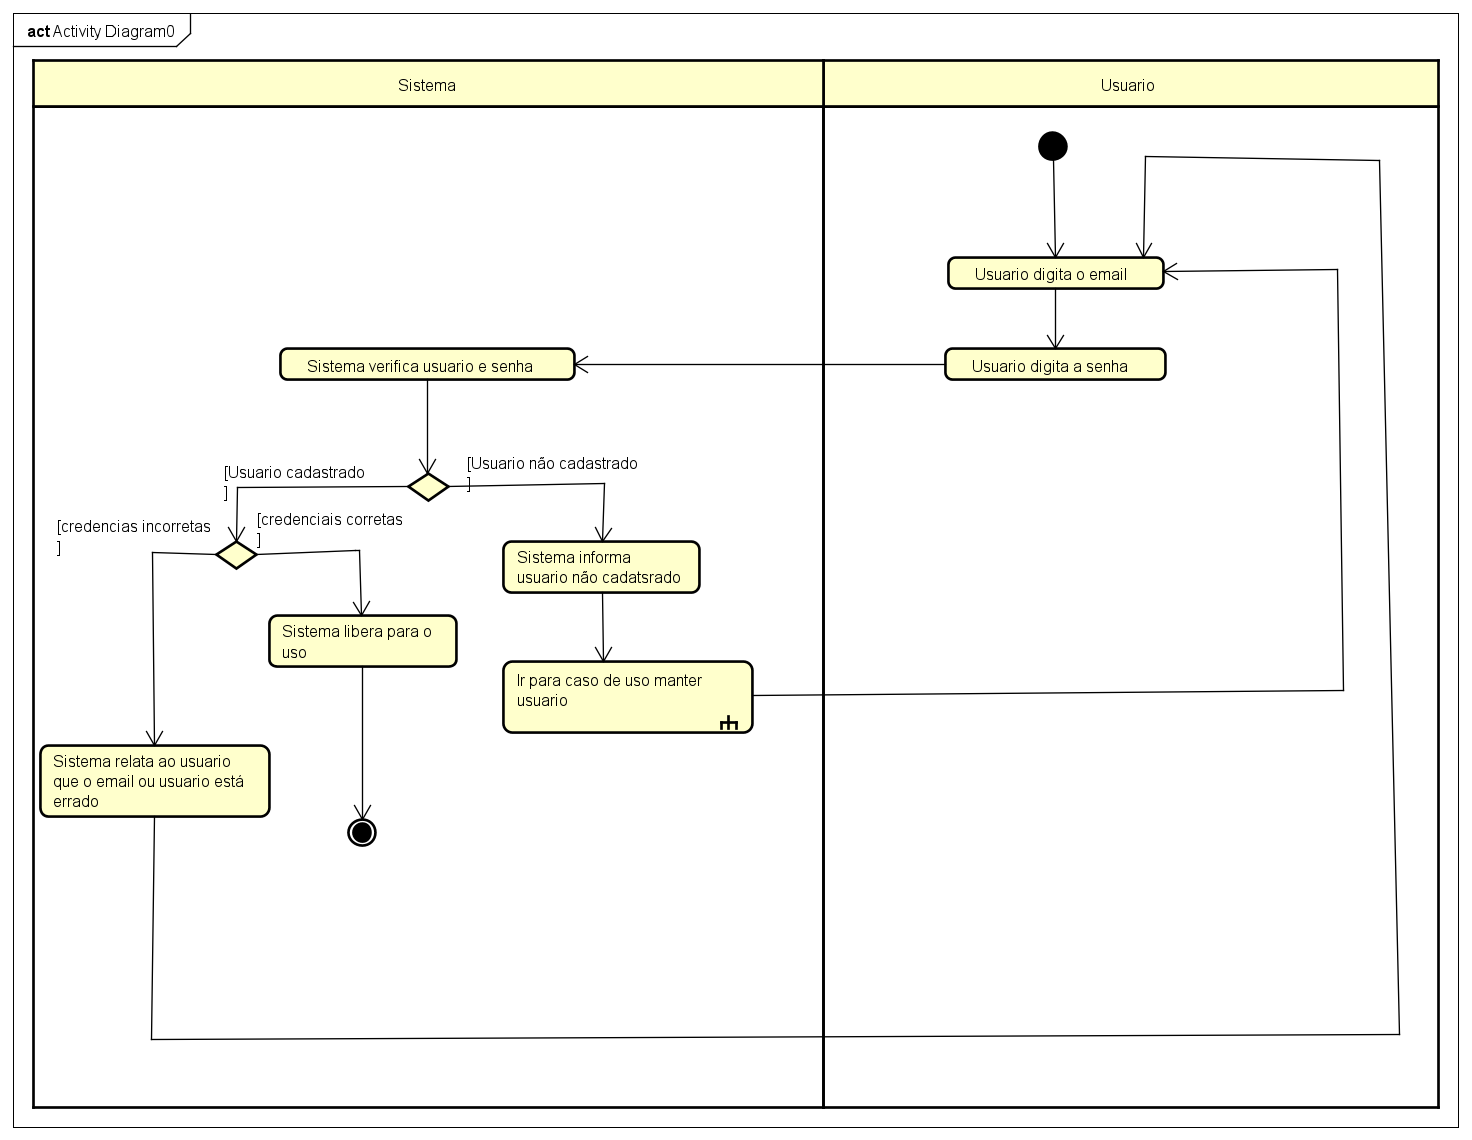 act Activity Diagram0
Sistema
Usuario
Usuario digita o email
Sistema verifica usuario e senha
Usuario digita a senha
[Usuario cadastrado
]
[Usuario não cadastrado
]
[credencias incorretas
]
[credenciais corretas
]
Sistema informa
usuario não cadatsrado
Sistema libera para o
uso
Ir para caso de uso manter
usuario
Sistema relata ao usuario
que o email ou usuario está
errado